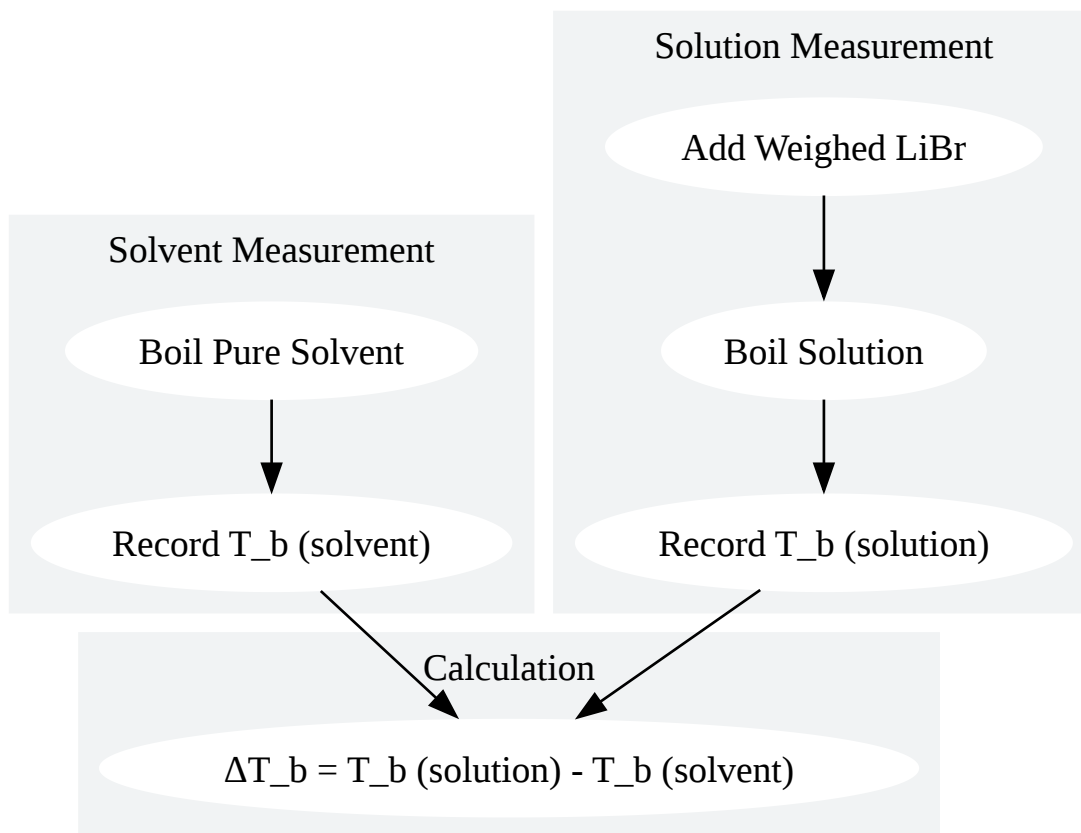 Solution Measurement
Add Weighed LiBr
Solvent Measurement
Boil Pure Solvent
Boil Solution
Record T_b (solvent)
Record T_b (solution)
Calculation
ΔT_b = T_b (solution) - T_b (solvent)